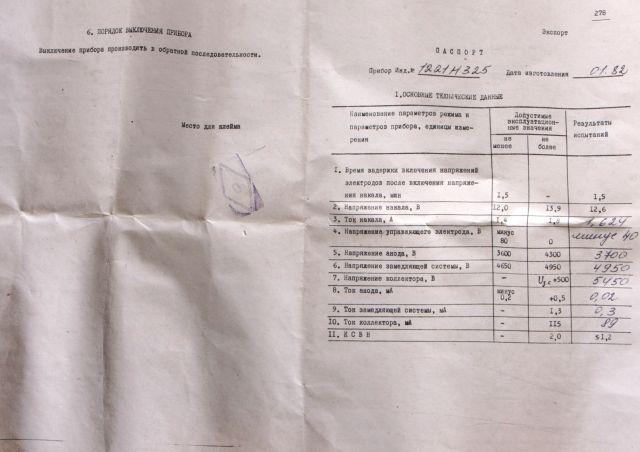 6. ПОРЯДОК ВЫКЛЮЧЕНИЯ ПРИБОРА
Выключение прибора производить в обратной последовательности.
Место для клейма
278
Экспорт
ПАСПОРТ
Прибор Инд.№ 1221Н325 Дата изготовления 01.82
I.ОСНОВНЫЕ ТЕХНИЧЕСКИЕ ДАННЫЕ
Наименование параметров режима и параметров прибора, единицы измерения
Допустимые эксплуатационные значения
не менее
не более
Результаты испытаний
I. Время задержки включения напряжений
электродов после включения напряже-
ния накала, мин 1,5 - 1,5
2. Напряжение накала, В 12,0 13,9 12,6
3. Ток накала, А 1,4 1,8 1,624
4. Напряжение управляющего электрода, В минус 80 0 минус 40
5. Напряжение анода, В 3600 4300 3700
6. Напряжение замедляющей системы, В 4650 4950 4950
7. Напряжение коллектора, В - Uз.с +500 5450
8. Ток анода, мА минус 0,2 +0,5 0,02
9. Ток замедляющей системы, мА - 1,3 0,3
10. Ток коллектора, мА - 115 89
II. К С В Н - 2,0 ≤1,2